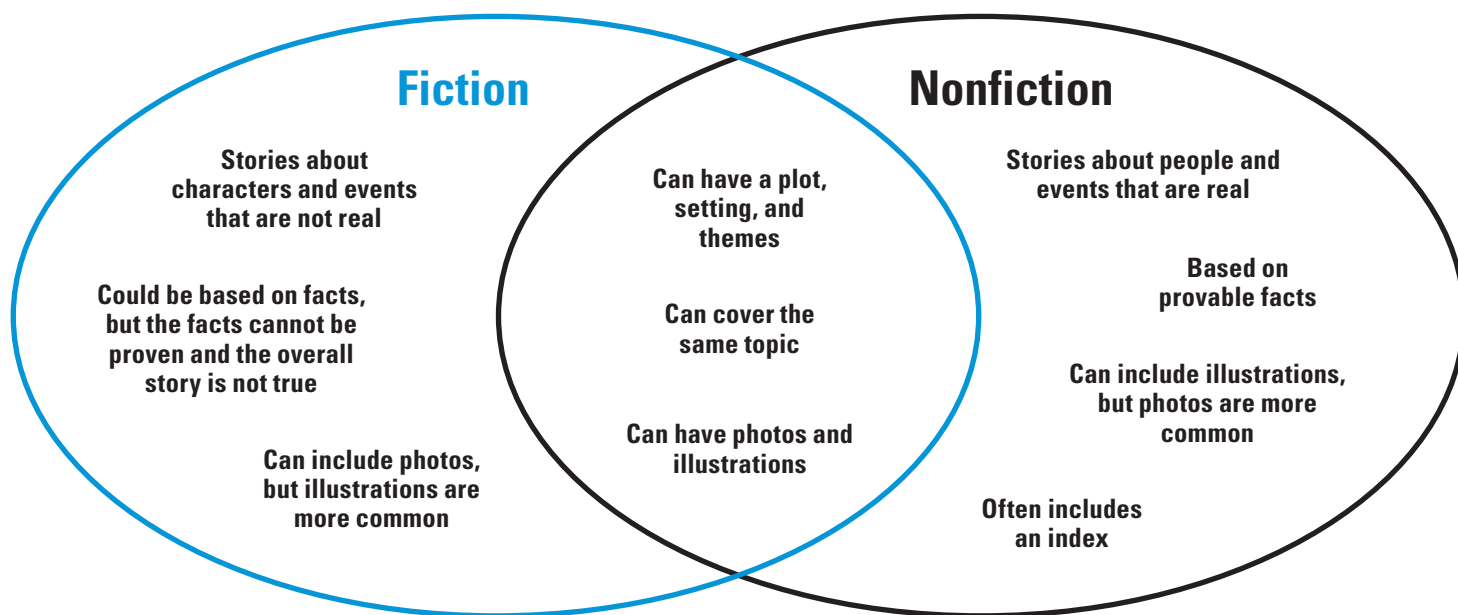 Fiction
Stories about
characters and events
that are not real
Could be based on facts,
but the facts cannot be
proven and the overall
story is not true
Can include photos,
but illustrations are
more common
Can have a plot,
setting, and
themes
Can cover the
same topic
Can have photos and
illustrations
Nonfiction
Stories about people and
events that are real
Based on
provable facts
Can include illustrations,
but photos are more
common
Often includes
an index